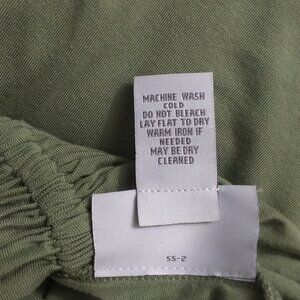 MACHINE WASH
COLD
DO NOT BLEACH
LAY FLAT TO DRY
WARM IRON IF
NEEDED
MAY BE DRY
CLEANED
SS-2